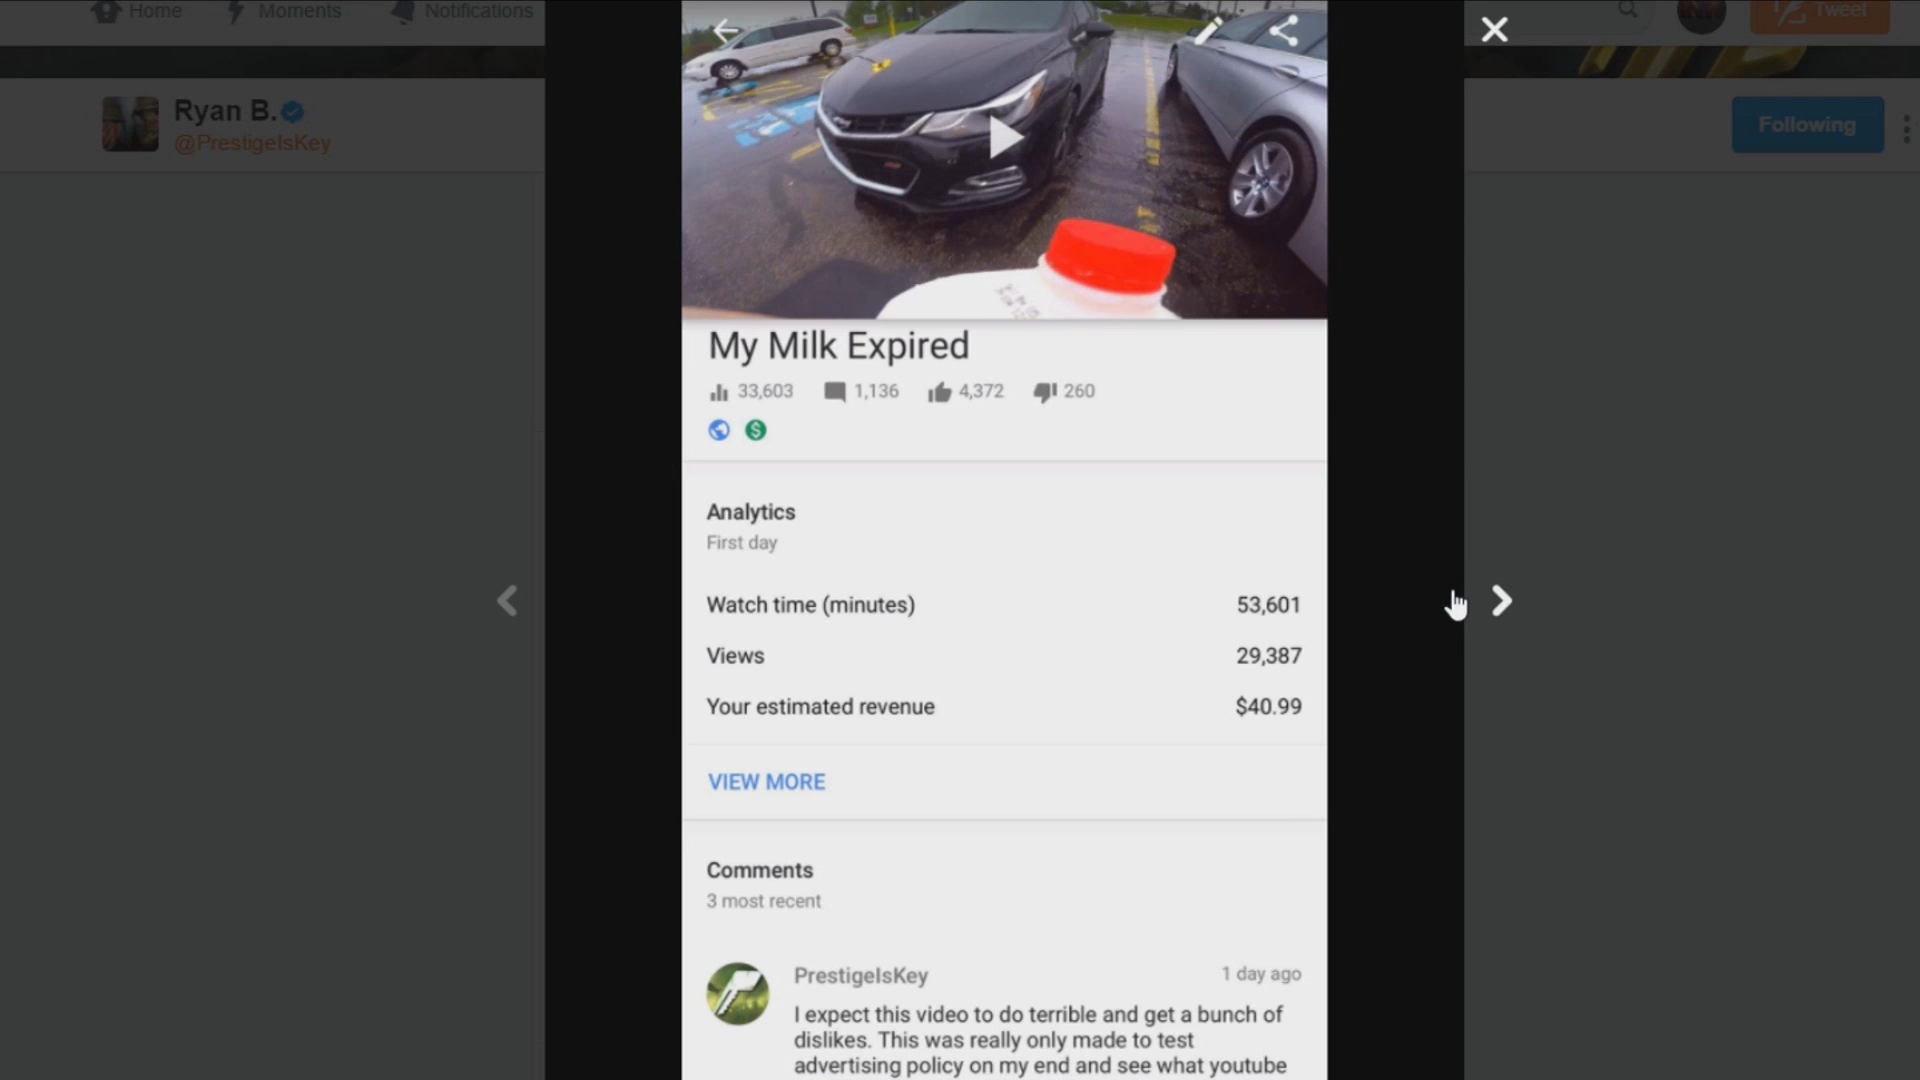 Home
Moments
Notifications
Tweet
Ryan B.
@PrestigeIsKey
Following
My Milk Expired
33,603
1,136
4,372
260
Analytics
First day
Watch time (minutes) 53,601
Views 29,387
Your estimated revenue $40.99
VIEW MORE
Comments
3 most recent
PrestigeIsKey
1 day ago
I expect this video to do terrible and get a bunch of
dislikes. This was really only made to test
advertising policy on my end and see what youtube